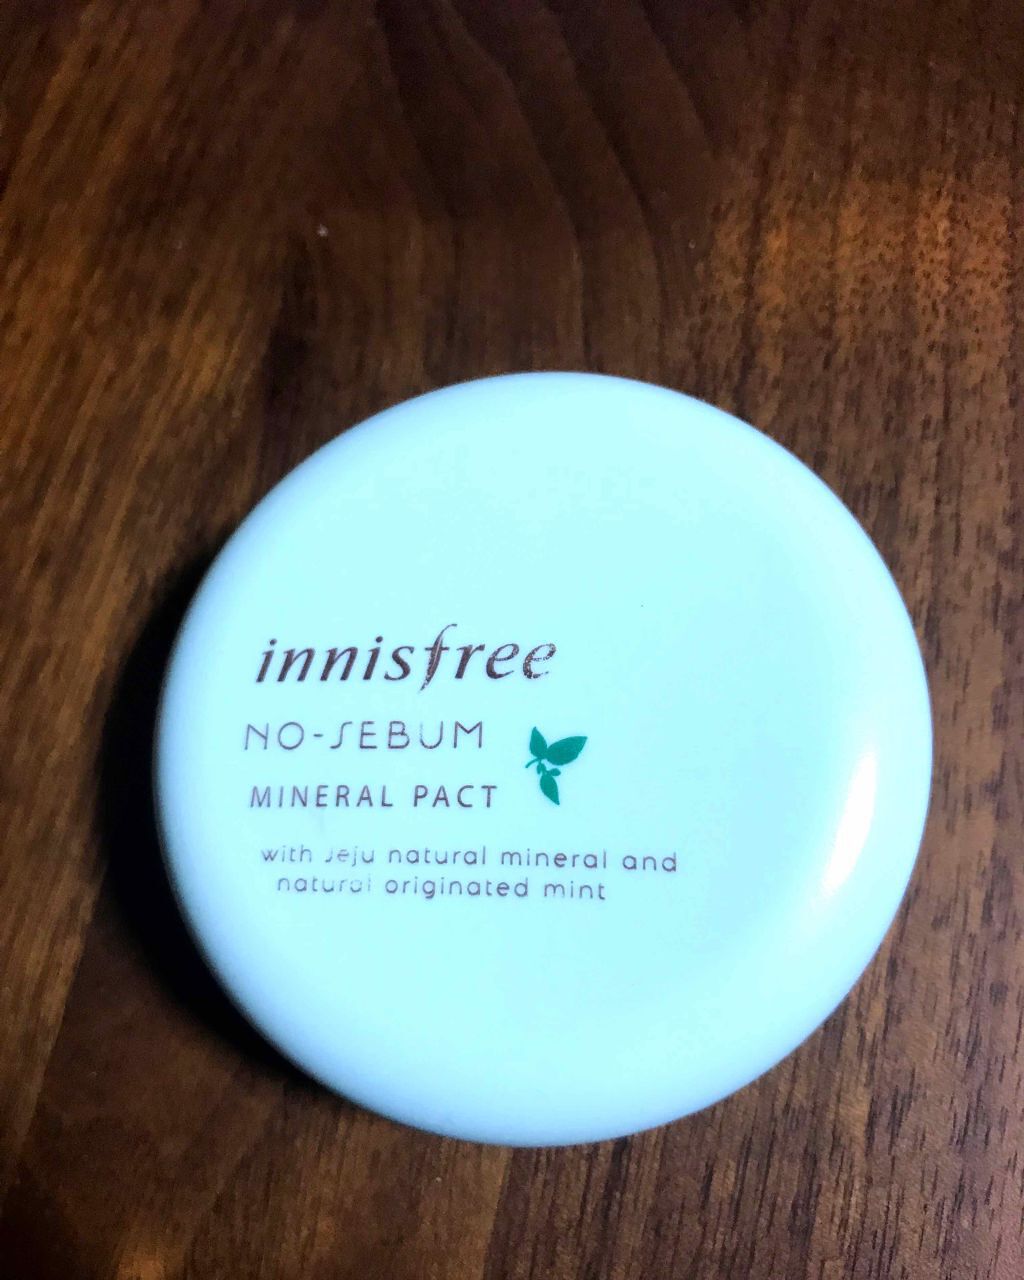 innisfree
NO-SEBUM
MINERAL PACT
with Jeju natural mineral and
natural originated mint